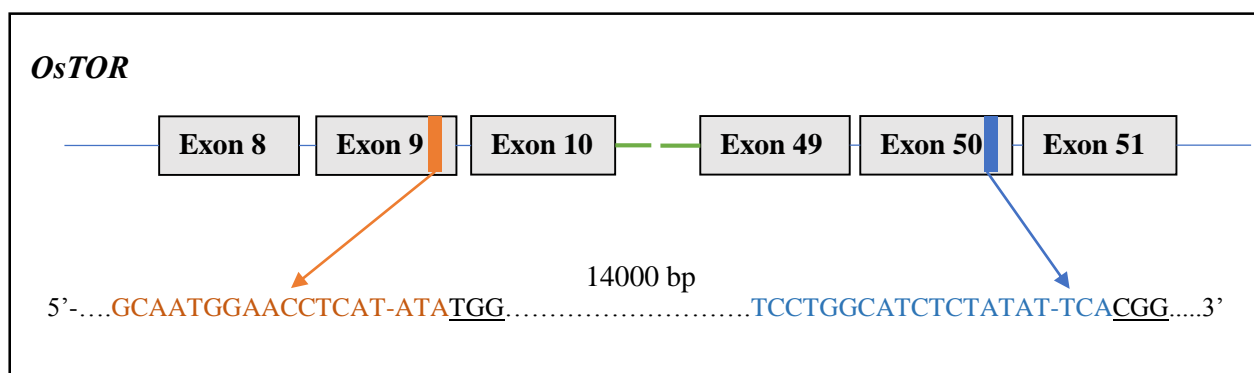 OsTOR
Exon 8 Exon 9 Exon 10 Exon 49 Exon 50 Exon 51
14000 bp
5’-….GCAATGGAACCTCAT-ATATGG……………………….TCCTGGCATCTCTATAT-TCACGG.....3’